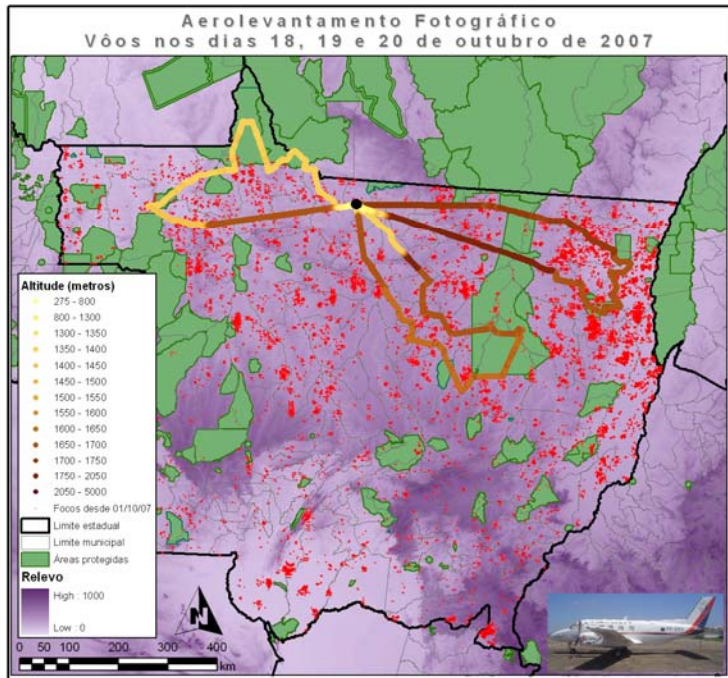 Aerolevantamento Fotográfico
Vôos nos dias 18, 19 e 20 de outubro de 2007
Altitude (metros)
275 - 800
800 - 1300
1300 - 1350
1350 - 1400
1400 - 1450
1450 - 1500
1500 - 1550
1550 - 1600
1600 - 1650
1650 - 1700
1700 - 1750
1750 - 2050
2050 - 5000
Focos desde 01/10/07
Limite estadual
Limite municipal
Áreas protegidas
Relevo
High : 1000
Low : 0
N
0 50 100 200 300 400
km